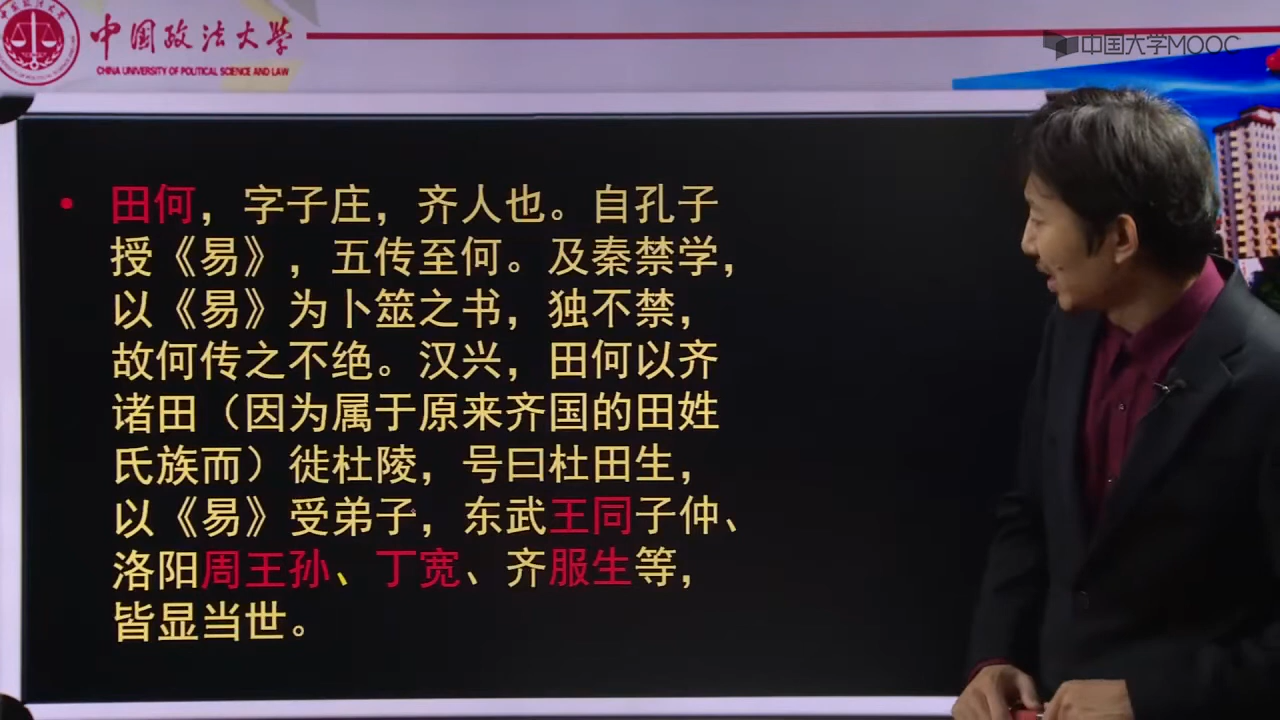 中国政法大学
CHINA UNIVERSITY OF POLITICAL SCIENCE AND LAW
中国大学MOOC
• 田何，字子庄，齐人也。自孔子
授《易》，五传至何。及秦禁学，
以《易》为卜筮之书，独不禁，
故何传之不绝。汉兴，田何以齐
诸田（因为属于原来齐国的田姓
氏族而）徙杜陵，号曰杜田生，
以《易》受弟子，东武王同子仲、
洛阳周王孙、丁宽、齐服生等，
皆显当世。